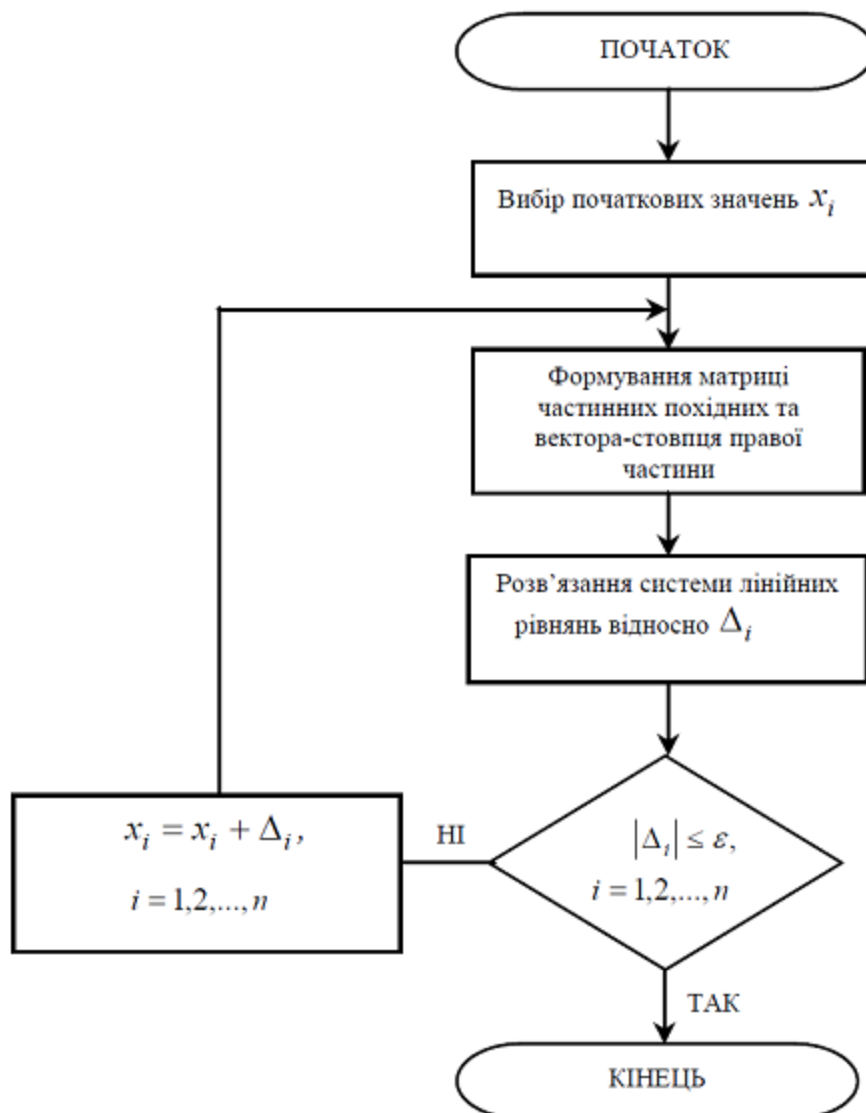 ПОЧАТОК
Вибір початкових значень x_i
Формування матриці
частинних похідних та
вектора-стовпця правої
частини
Розв’язання системи лінійних
рівнянь відносно Δ_i
|Δ_i| ≤ ε,
i = 1,2,...,n
НІ
x_i = x_i + Δ_i,
i = 1,2,...,n
ТАК
КІНЕЦЬ